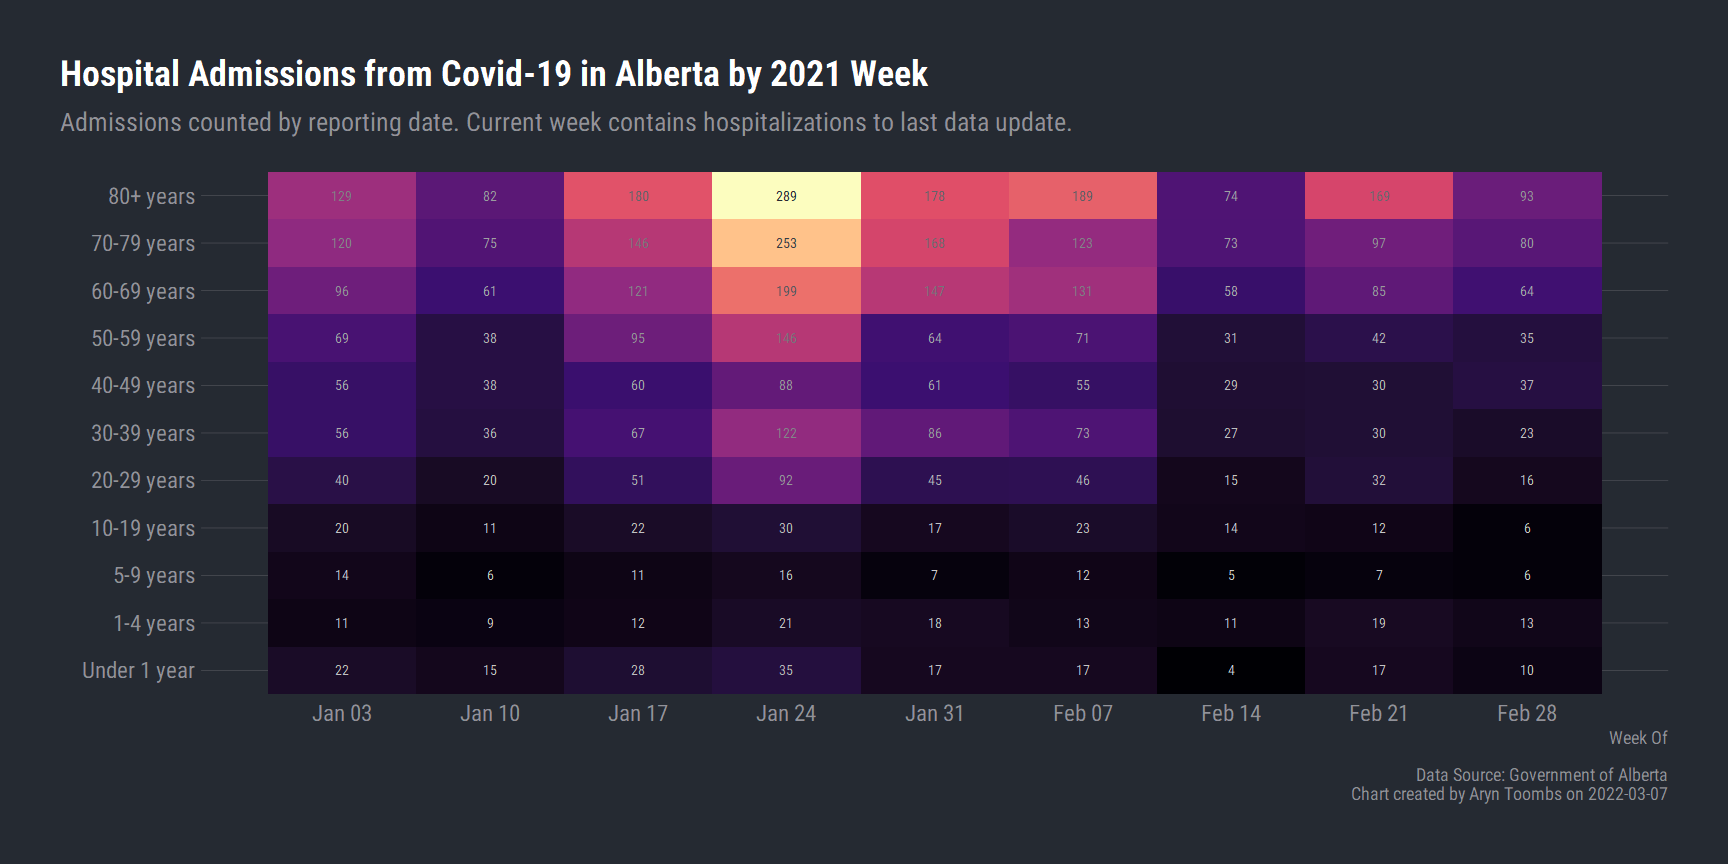 Hospital Admissions from Covid-19 in Alberta by 2021 Week
Admissions counted by reporting date. Current week contains hospitalizations to last data update.
80+ years 129 82 180 289 178 189 74 169 93
70-79 years 120 75 146 253 168 123 73 97 80
60-69 years 96 61 121 199 147 131 58 85 64
50-59 years 69 38 95 146 64 71 31 42 35
40-49 years 56 38 60 88 61 55 29 30 37
30-39 years 56 36 67 122 86 73 27 30 23
20-29 years 40 20 51 92 45 46 15 32 16
10-19 years 20 11 22 30 17 23 14 12 6
5-9 years 14 6 11 16 7 12 5 7 6
1-4 years 11 9 12 21 18 13 11 19 13
Under 1 year 22 15 28 35 17 17 4 17 10
Jan 03 Jan 10 Jan 17 Jan 24 Jan 31 Feb 07 Feb 14 Feb 21 Feb 28
Week Of
Data Source: Government of Alberta
Chart created by Aryn Toombs on 2022-03-07